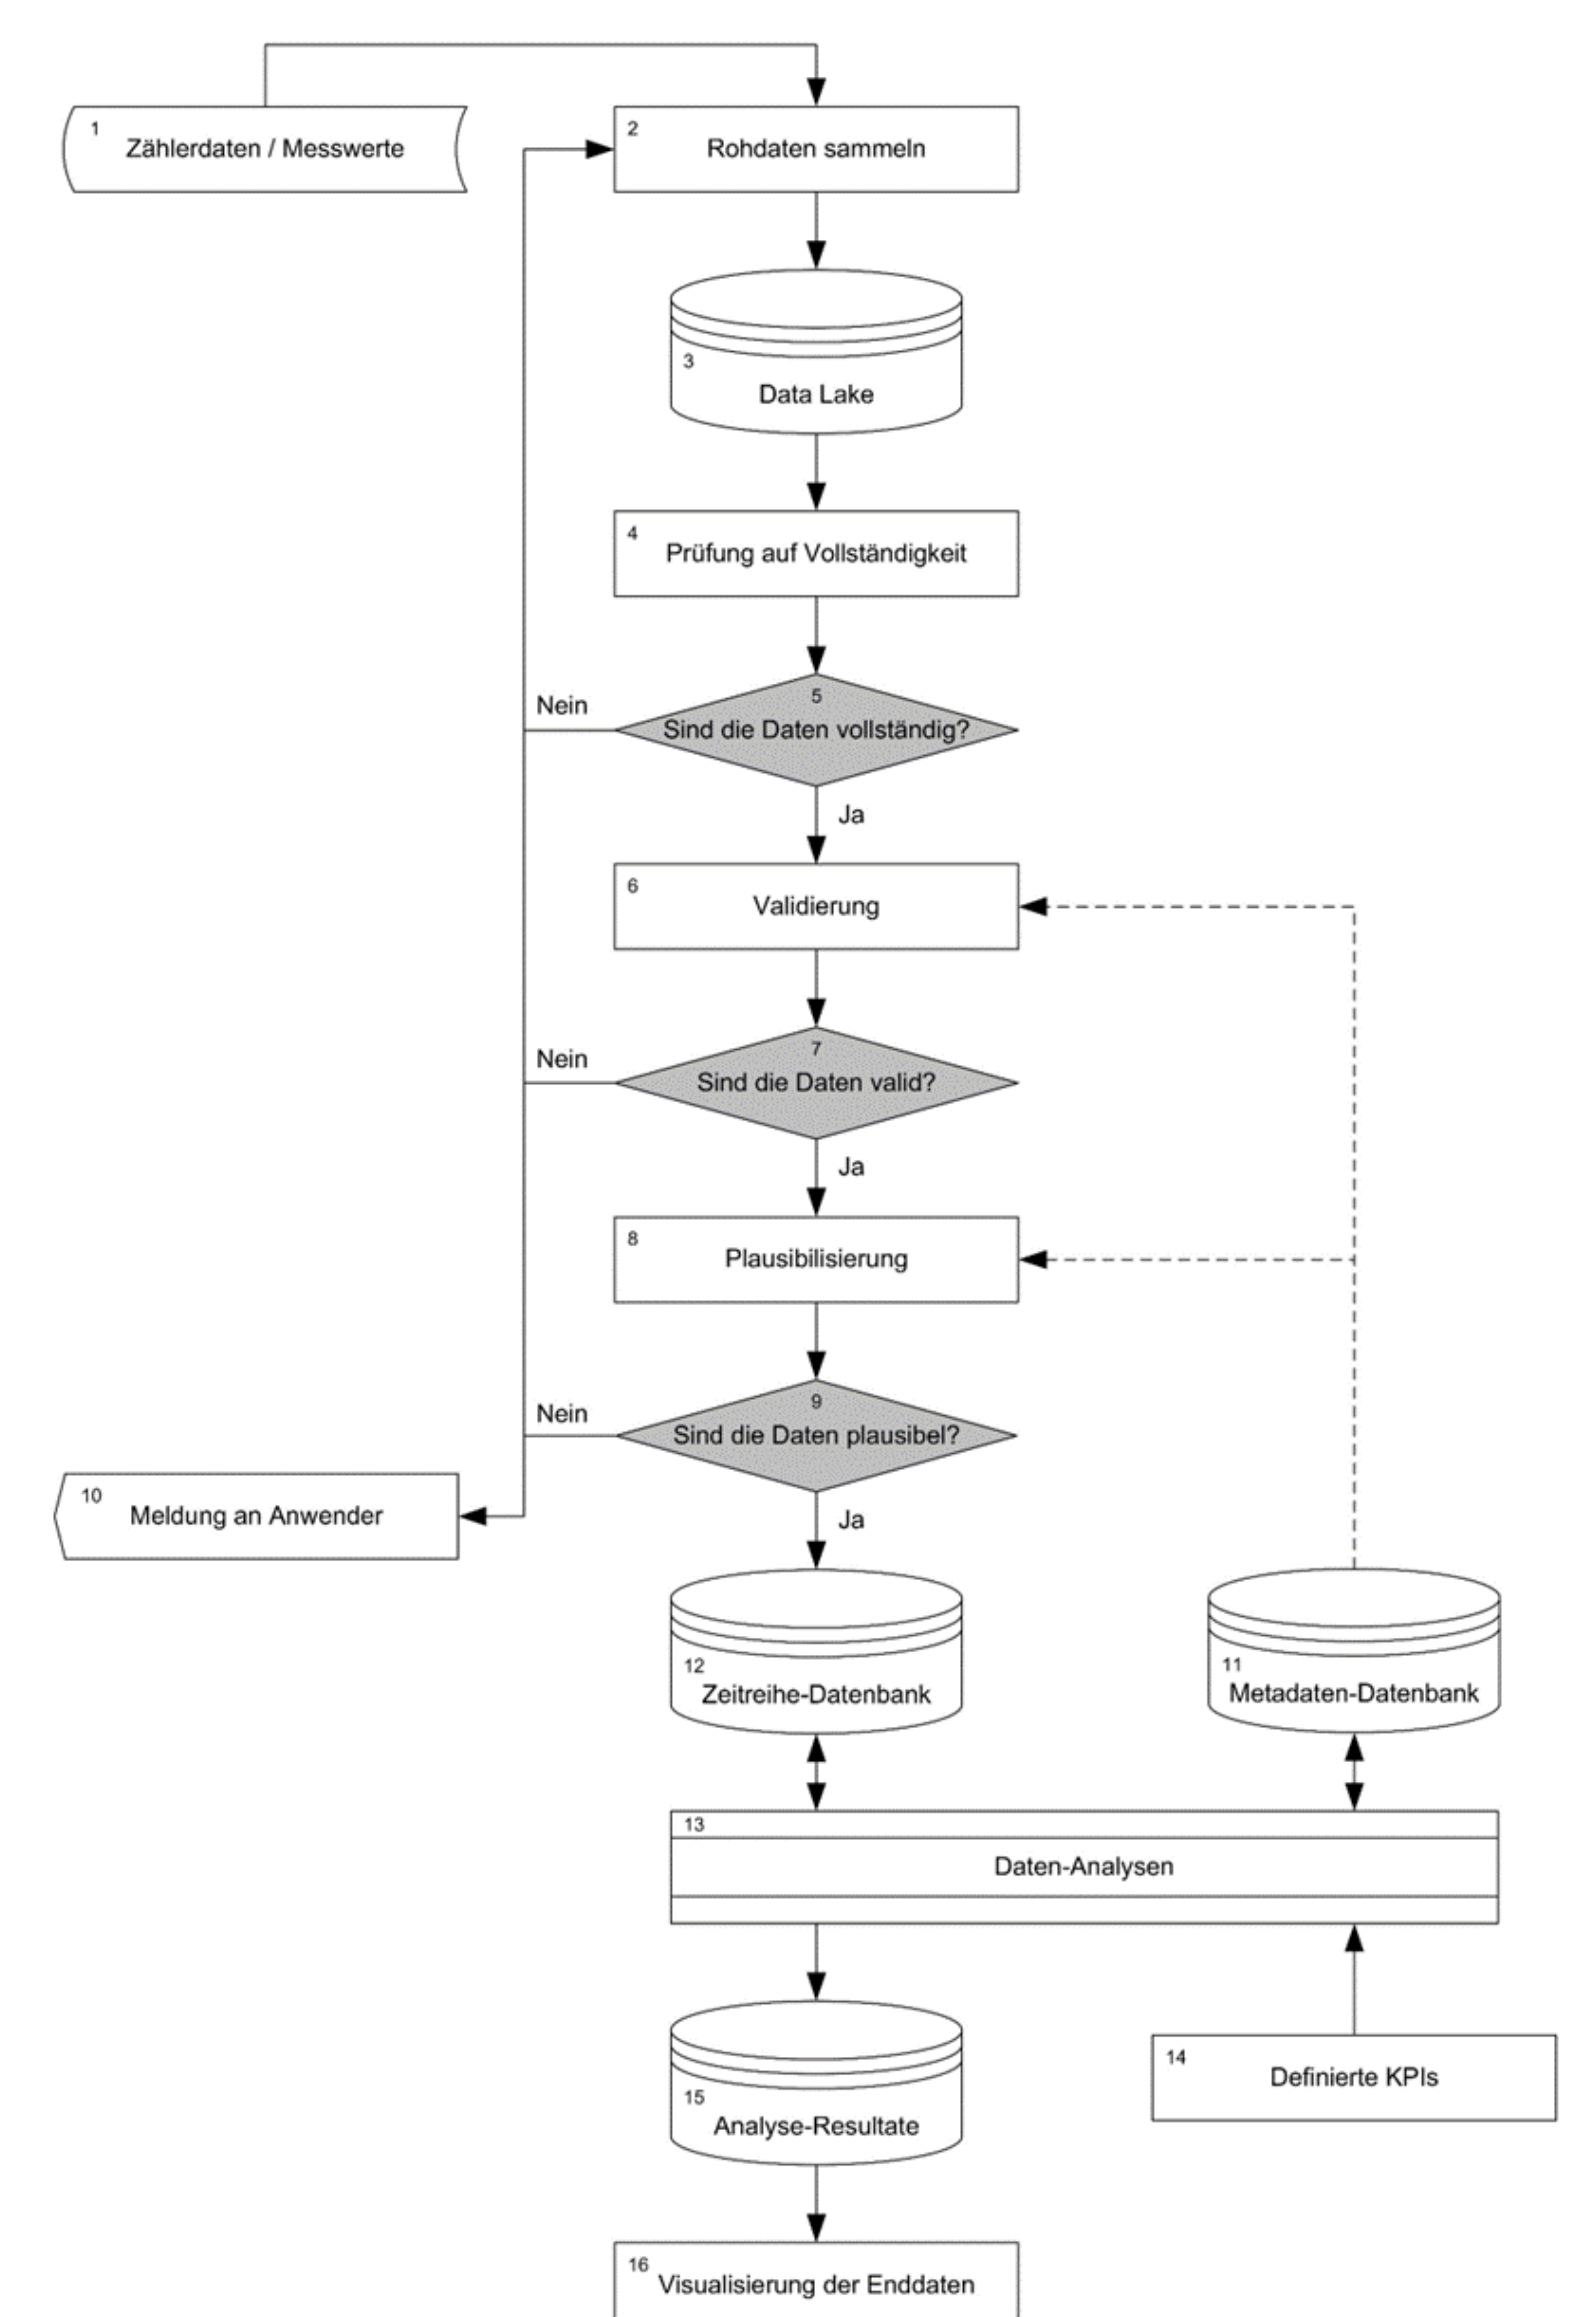 1
Zählerdaten / Messwerte
2
Rohdaten sammeln
3
Data Lake
4
Prüfung auf Vollständigkeit
5
Sind die Daten vollständig?
Nein
Ja
6
Validierung
7
Sind die Daten valid?
Nein
Ja
8
Plausibilisierung
9
Sind die Daten plausibel?
Nein
Ja
10
Meldung an Anwender
12
Zeitreihe-Datenbank
11
Metadaten-Datenbank
13
Daten-Analysen
14
Definierte KPIs
15
Analyse-Resultate
16
Visualisierung der Enddaten